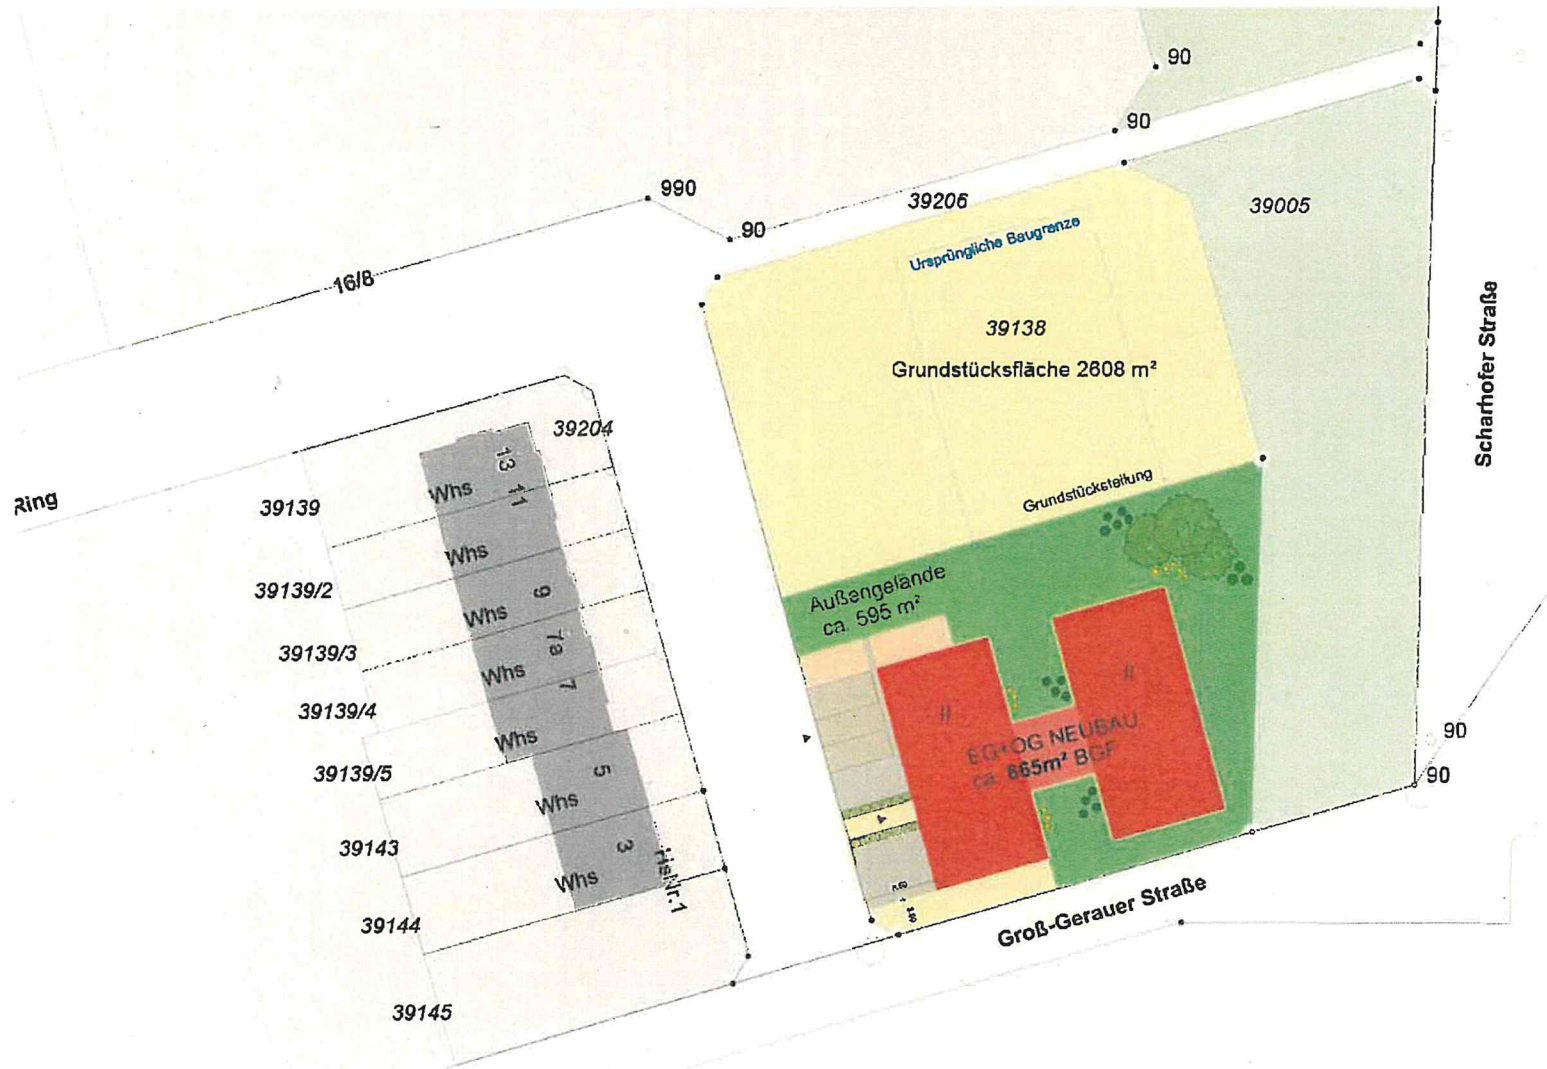 90
90
990
90
39206
39005
Ursprüngliche Baugrenze
16/8
39138
Grundstücksfläche 2608 m²
Scharhofer Straße
39204
13
Ring
39139
Whs
11
Grundstücksteilung
Whs
39139/2
Außengelände
ca. 595 m²
9
Whs
39139/3
7a
Whs
7
39139/4
II
II
EG+OG NEUBAU
ca. 865m² BGF
Whs
39139/5
5
Whs
90
90
39143
3
HsNr.1
Whs
Groß-Gerauer Straße
39144
39145